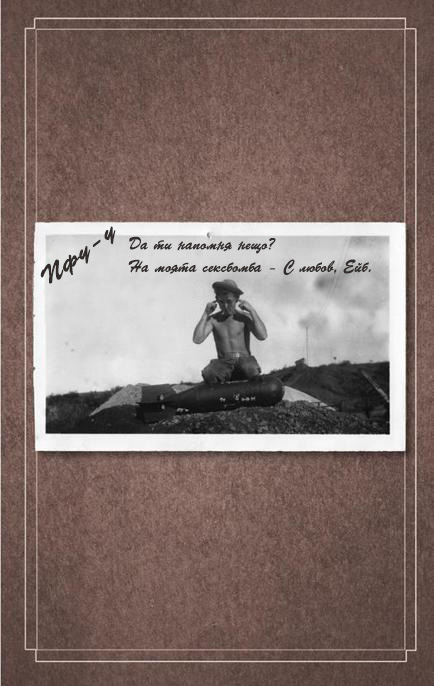 Пфу-у
Да ти напомня нещо?
На моята сексбомба - С любов, Ейб.